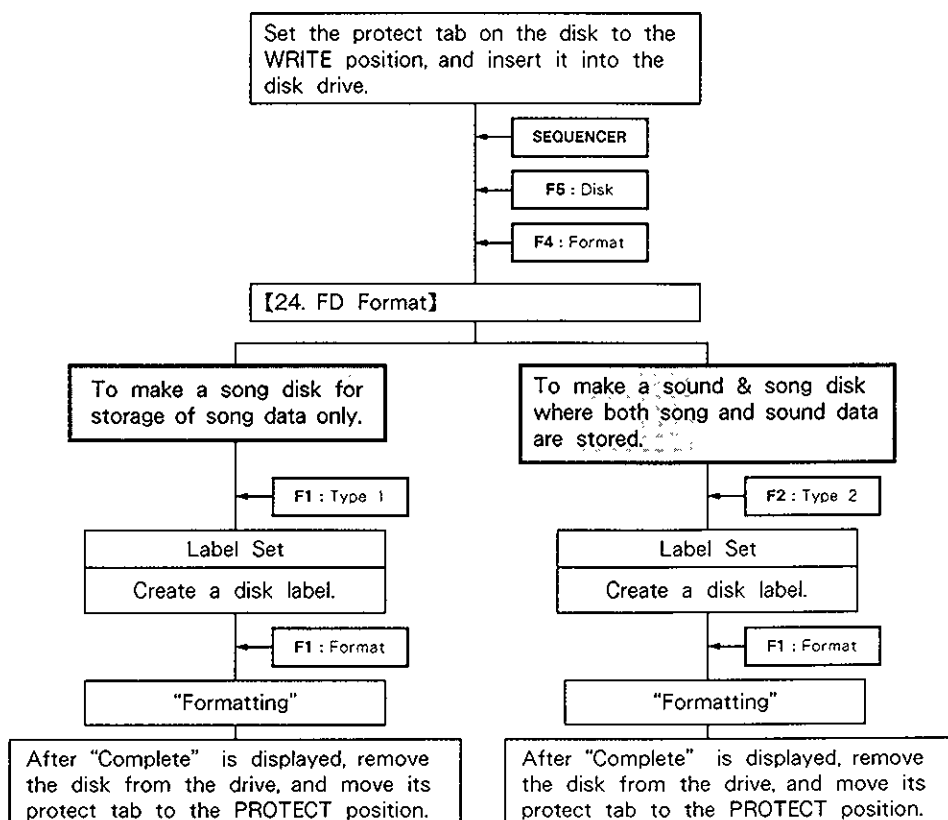 Set the protect tab on the disk to the
WRITE position, and insert it into the
disk drive.
SEQUENCER
F5 : Disk
F4 : Format
【24. FD Format】
To make a song disk for
storage of song data only.
F1 : Type 1
Label Set
Create a disk label.
F1 : Format
“Formatting”
After “Complete” is displayed, remove
the disk from the drive, and move its
protect tab to the PROTECT position.
To make a sound & song disk
where both song and sound data
are stored.
F2 : Type 2
Label Set
Create a disk label.
F1 : Format
“Formatting”
After “Complete” is displayed, remove
the disk from the drive, and move its
protect tab to the PROTECT position.